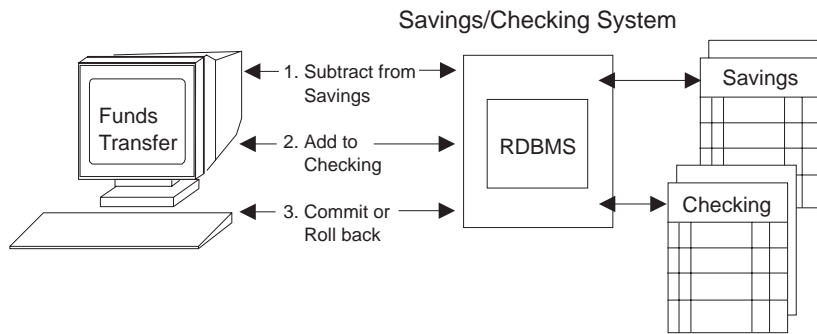 Savings/Checking System
Funds
Transfer
1. Subtract from
Savings
2. Add to
Checking
3. Commit or
Roll back
RDBMS
Savings
Checking